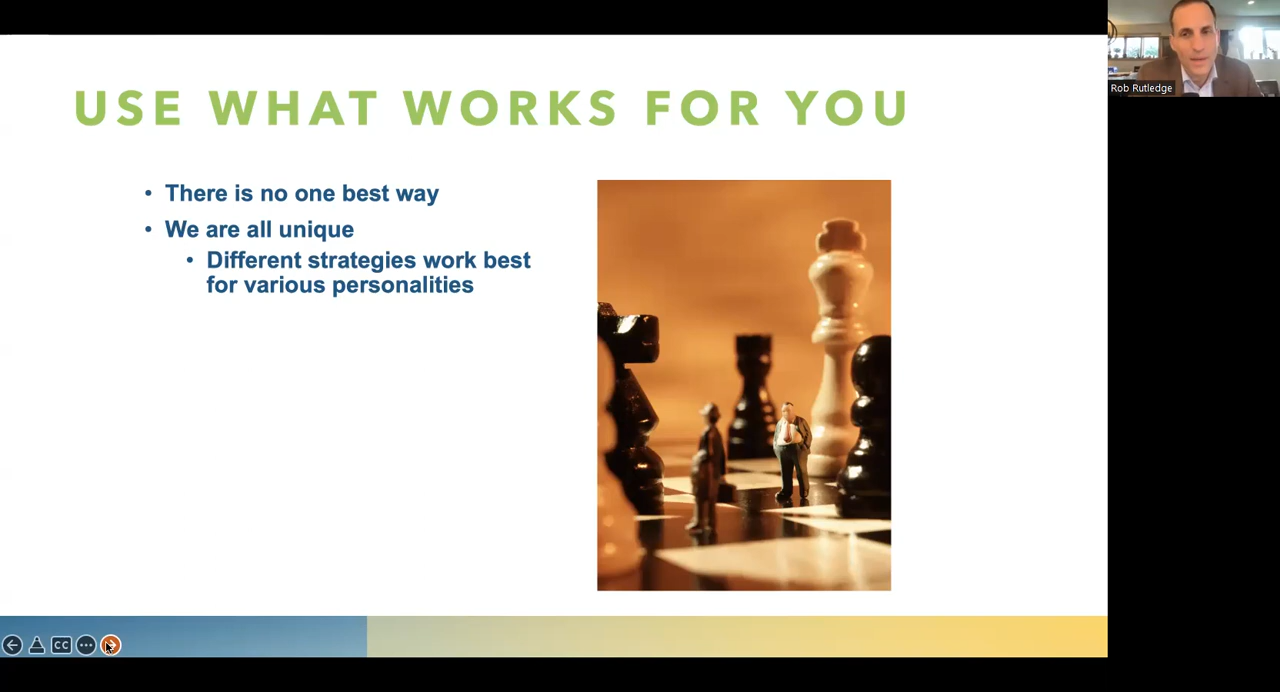 USE WHAT WORKS FOR YOU
• There is no one best way
• We are all unique
• Different strategies work best
for various personalities
Rob Rutledge
CC